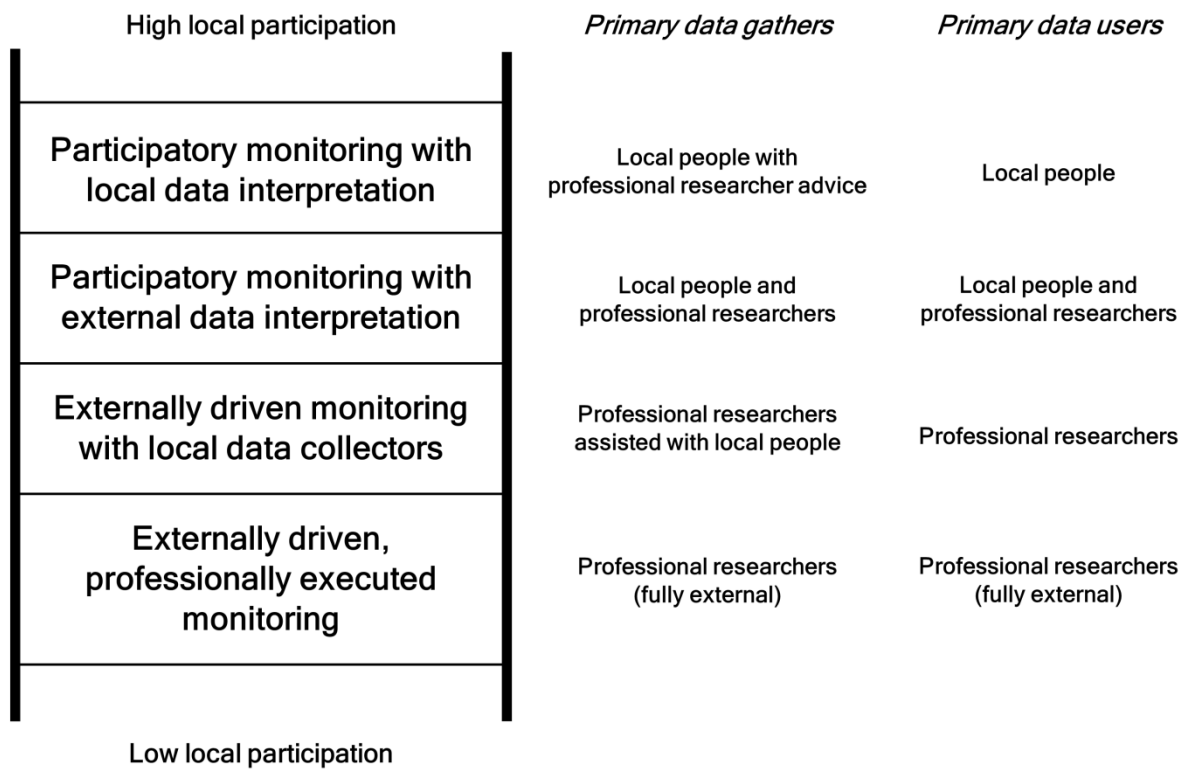 High local participation
Primary data gathers
Primary data users
Participatory monitoring with
local data interpretation
Local people with
professional researcher advice
Local people
Participatory monitoring with
external data interpretation
Local people and
professional researchers
Local people and
professional researchers
Externally driven monitoring
with local data collectors
Professional researchers
assisted with local people
Professional researchers
Externally driven,
professionally executed
monitoring
Professional researchers
(fully external)
Professional researchers
(fully external)
Low local participation